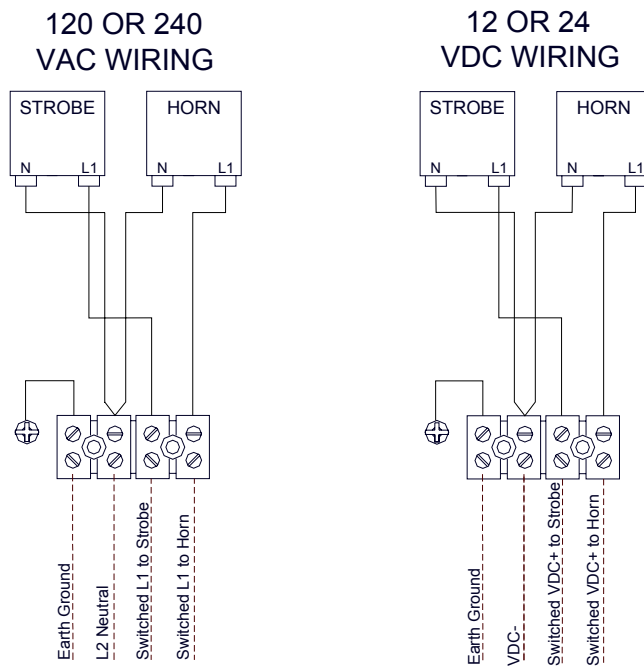 120 OR 240
VAC WIRING
STROBE
HORN
N
L1
N
L1
Earth Ground
L2 Neutral
Switched L1 to Strobe
Switched L1 to Horn
12 OR 24
VDC WIRING
STROBE
HORN
N
L1
N
L1
Earth Ground
VDC-
Switched VDC+ to Strobe
Switched VDC+ to Horn